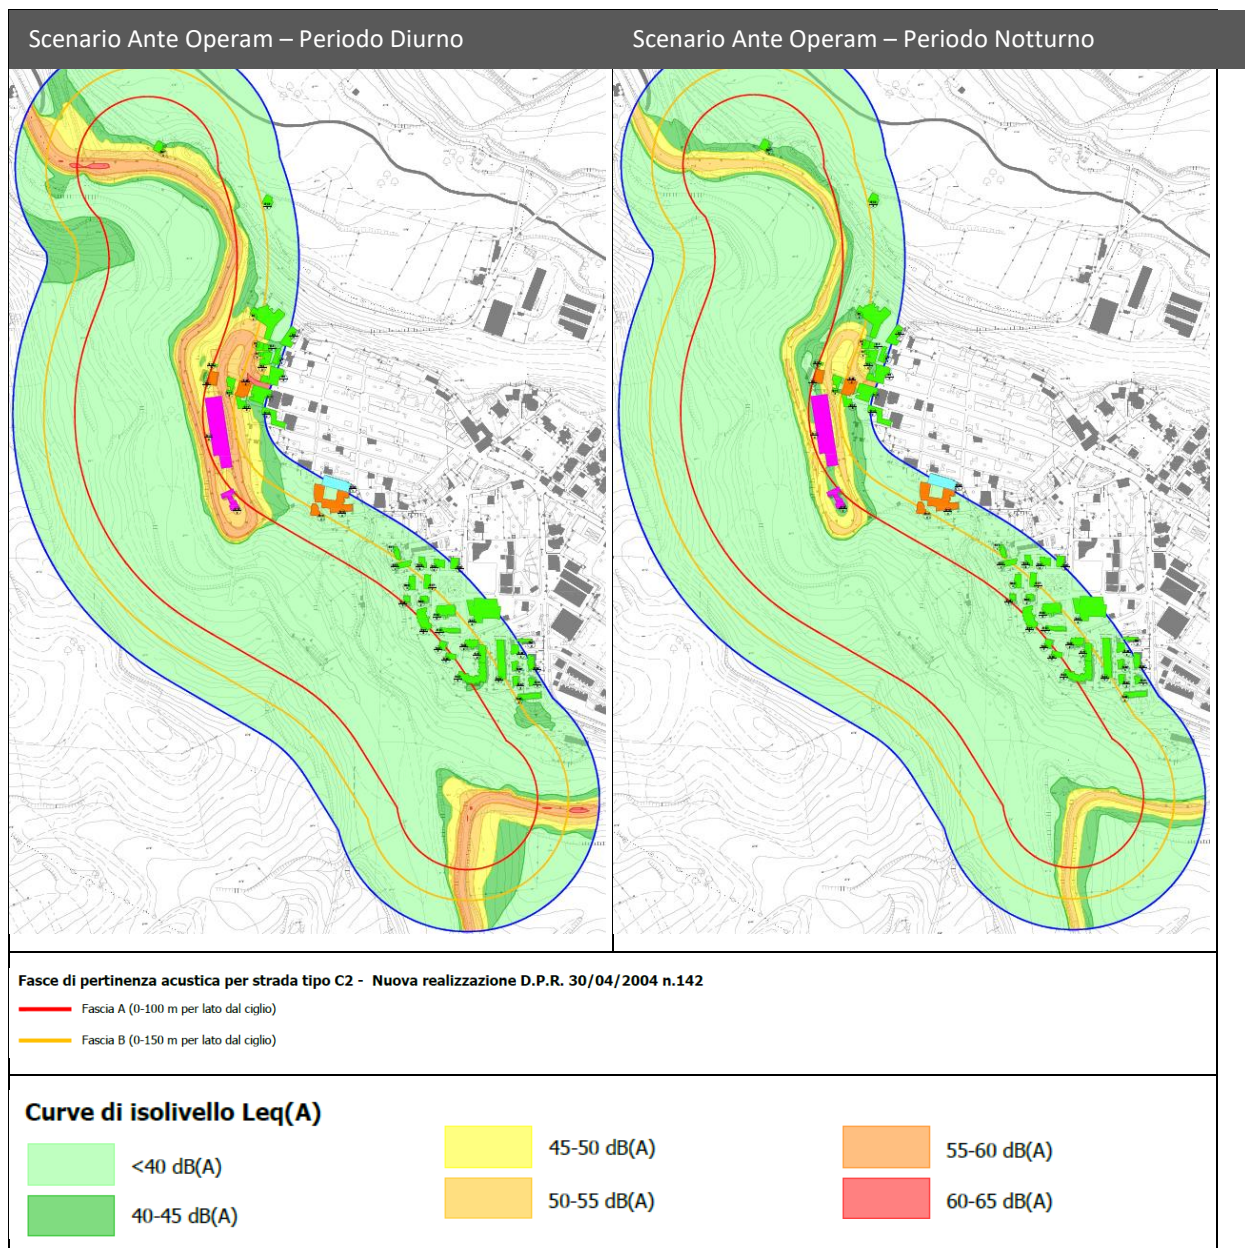 Scenario Ante Operam – Periodo Diurno
Scenario Ante Operam – Periodo Notturno
Fasce di pertinenza acustica per strada tipo C2 - Nuova realizzazione D.P.R. 30/04/2004 n.142
Fascia A (0-100 m per lato dal ciglio)
Fascia B (0-150 m per lato dal ciglio)
Curve di isolivello Leq(A)
<40 dB(A)
40-45 dB(A)
45-50 dB(A)
50-55 dB(A)
55-60 dB(A)
60-65 dB(A)